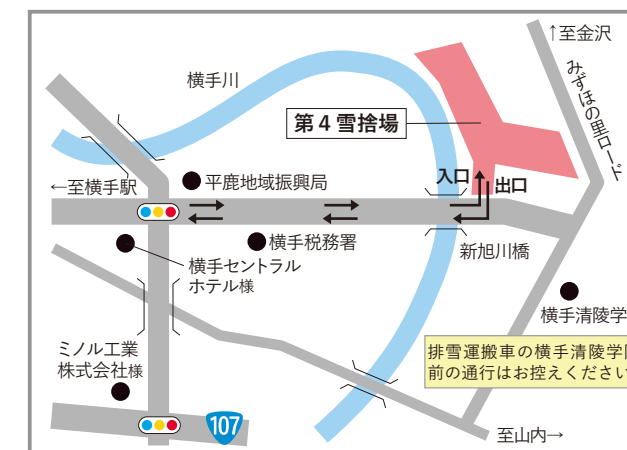 ↑至金沢
みずほの里ロード
横手川
第4雪捨場
入口
出口
←至横手駅
平鹿地域振興局
横手税務署
新旭川橋
横手セントラル
ホテル様
横手清陵学
ミノル工業
株式会社様
排雪運搬車の横手清陵学院
前の通行はお控えください
107
至山内→